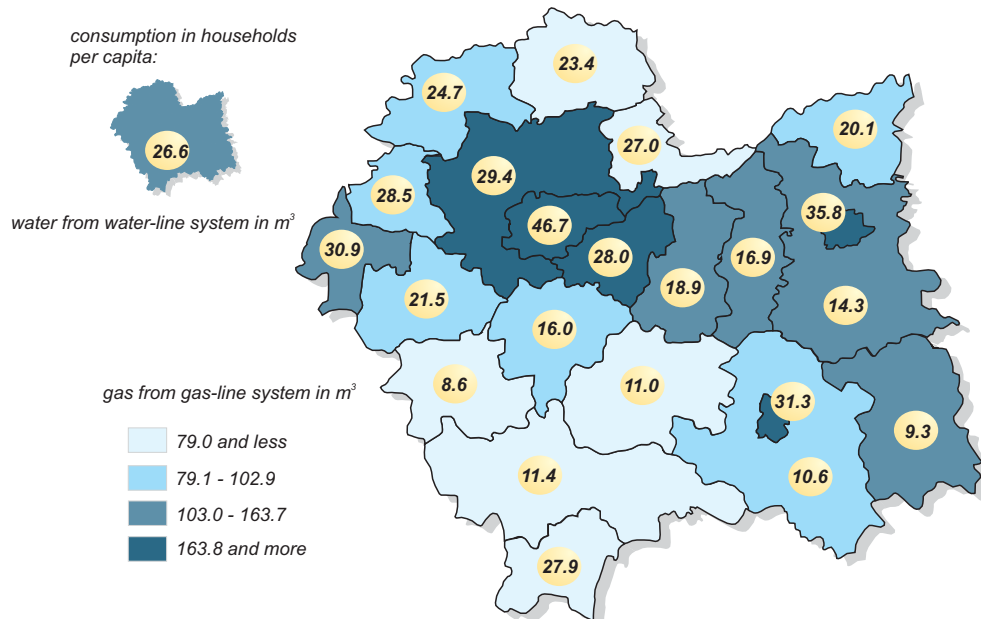 consumption in households
per capita:
26.6
water from water-line system in m³
gas from gas-line system in m³
79.0 and less
79.1 - 102.9
103.0 - 163.7
163.8 and more
23.4
24.7
20.1
27.0
29.4
28.5
35.8
46.7
30.9
28.0
16.9
18.9
21.5
14.3
16.0
8.6
11.0
31.3
9.3
11.4
10.6
27.9